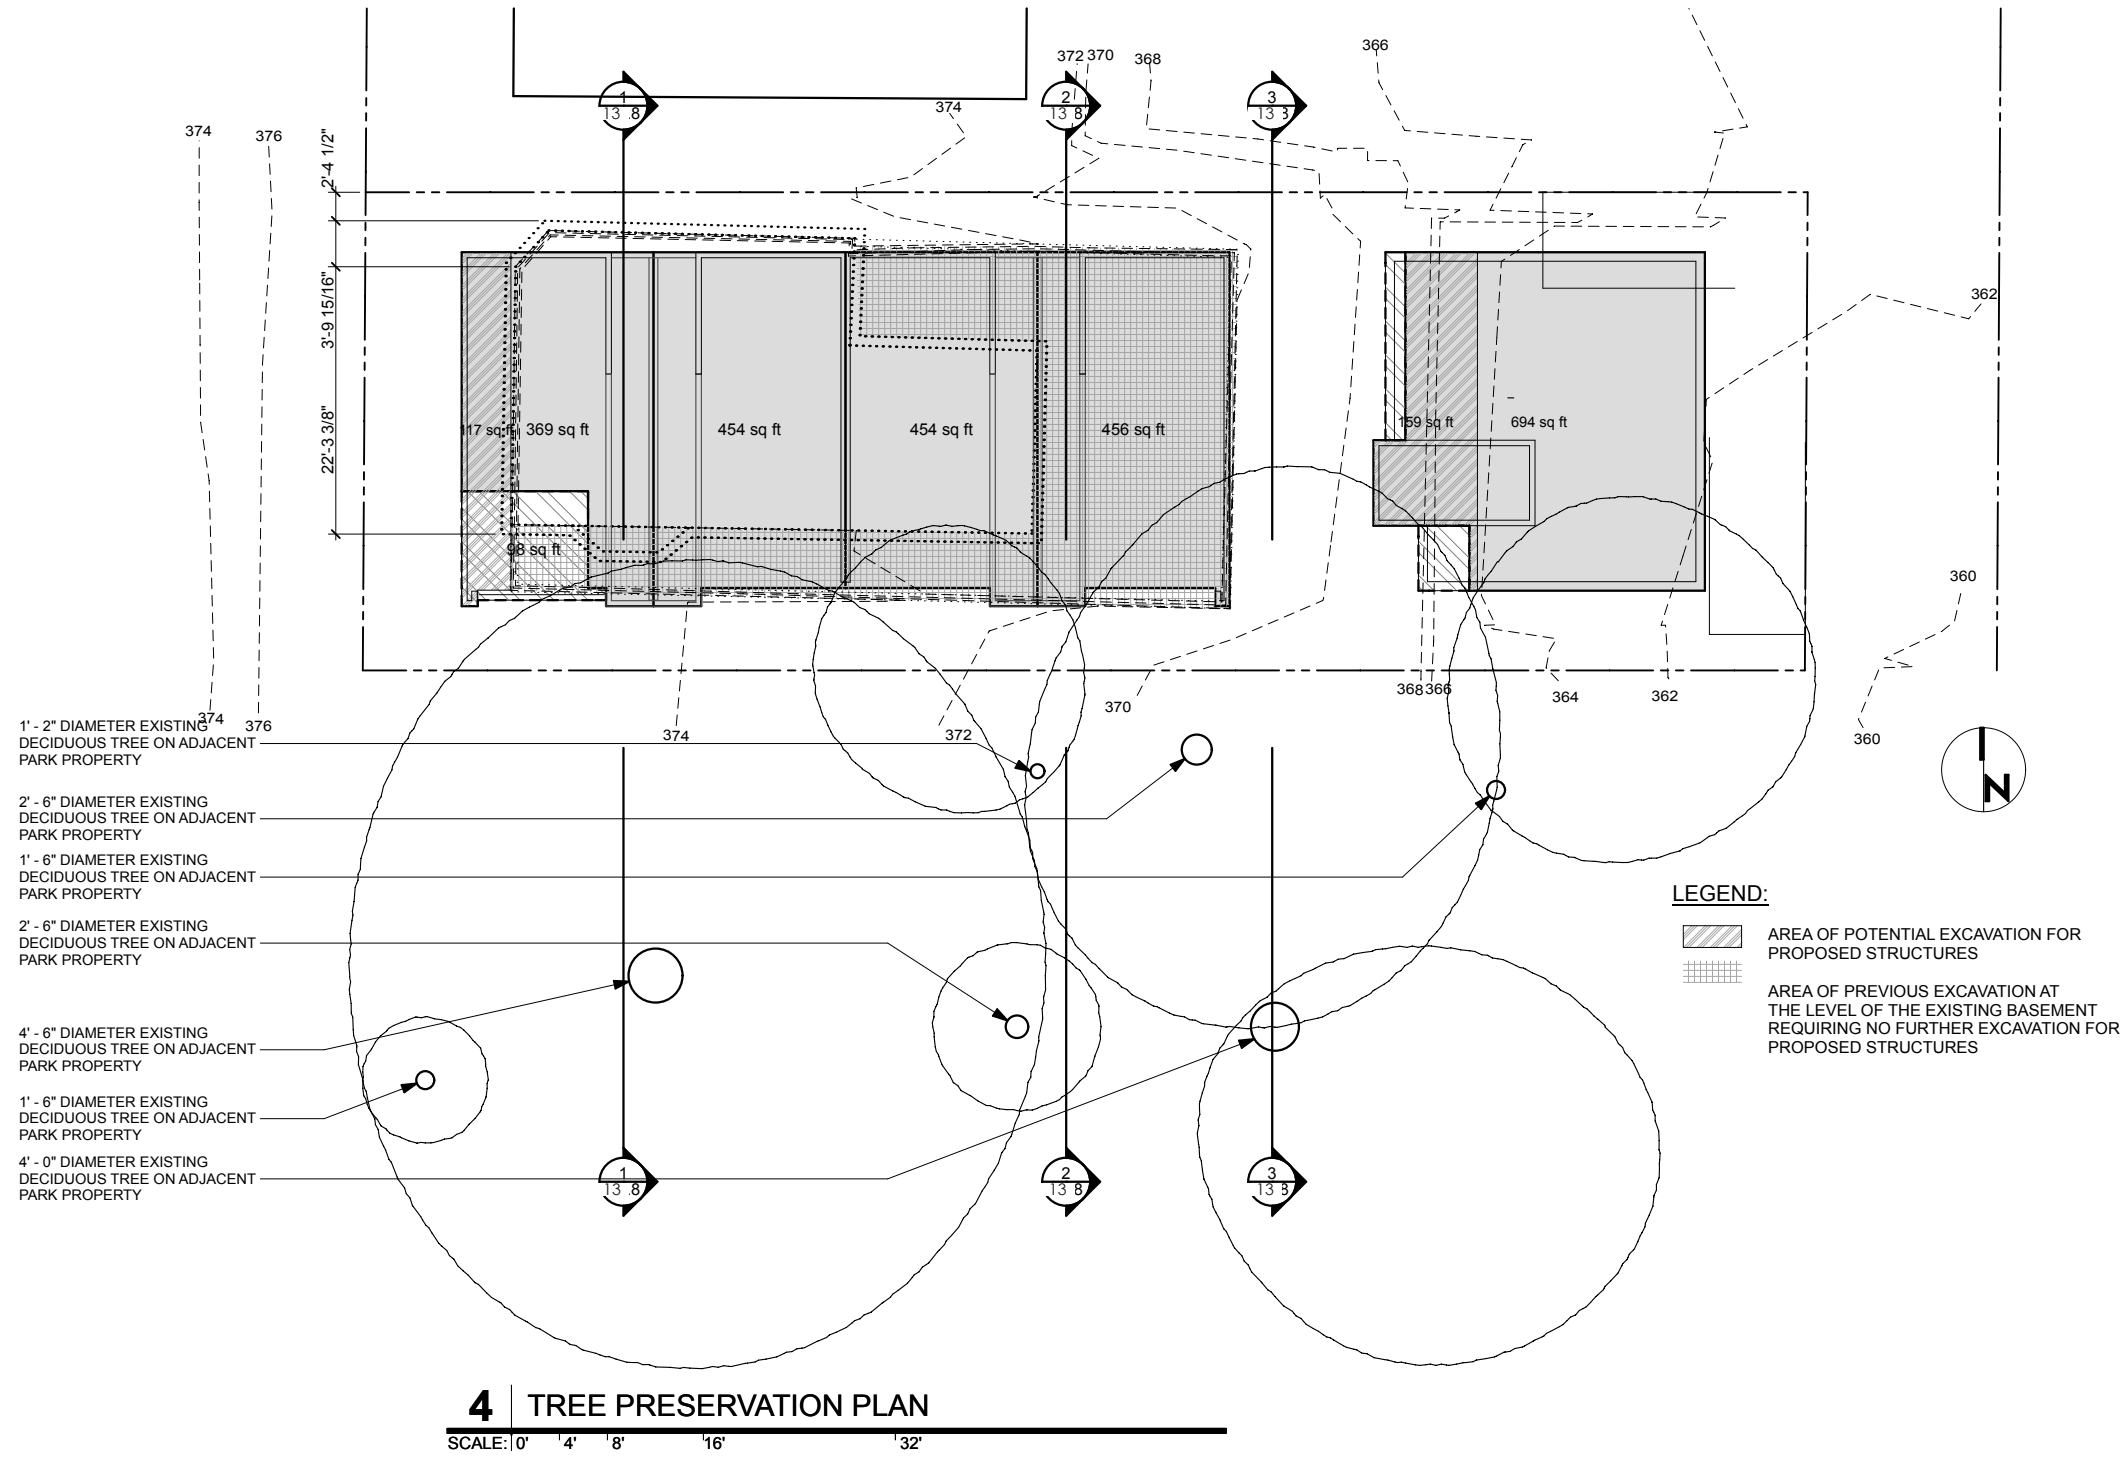 366
372 370
368
1
13 .8
2
13 8
3
13 3
374
374
376
2'-4 1/2"
3'-9 15/16"
22'-3 3/8"
362
117 sq ft
369 sq ft
454 sq ft
454 sq ft
456 sq ft
159 sq ft
694 sq ft
98 sq ft
360
368 366
364
362
370
374
372
360
374
376
1' - 2" DIAMETER EXISTING
DECIDUOUS TREE ON ADJACENT
PARK PROPERTY
2' - 6" DIAMETER EXISTING
DECIDUOUS TREE ON ADJACENT
PARK PROPERTY
1' - 6" DIAMETER EXISTING
DECIDUOUS TREE ON ADJACENT
PARK PROPERTY
2' - 6" DIAMETER EXISTING
DECIDUOUS TREE ON ADJACENT
PARK PROPERTY
4' - 6" DIAMETER EXISTING
DECIDUOUS TREE ON ADJACENT
PARK PROPERTY
1' - 6" DIAMETER EXISTING
DECIDUOUS TREE ON ADJACENT
PARK PROPERTY
4' - 0" DIAMETER EXISTING
DECIDUOUS TREE ON ADJACENT
PARK PROPERTY
N
LEGEND:
AREA OF POTENTIAL EXCAVATION FOR
PROPOSED STRUCTURES
AREA OF PREVIOUS EXCAVATION AT
THE LEVEL OF THE EXISTING BASEMENT
REQUIRING NO FURTHER EXCAVATION FOR
PROPOSED STRUCTURES
1
13 .8
2
13 8
3
13 3
4 TREE PRESERVATION PLAN
SCALE: 0' 4' 8' 16' 32'